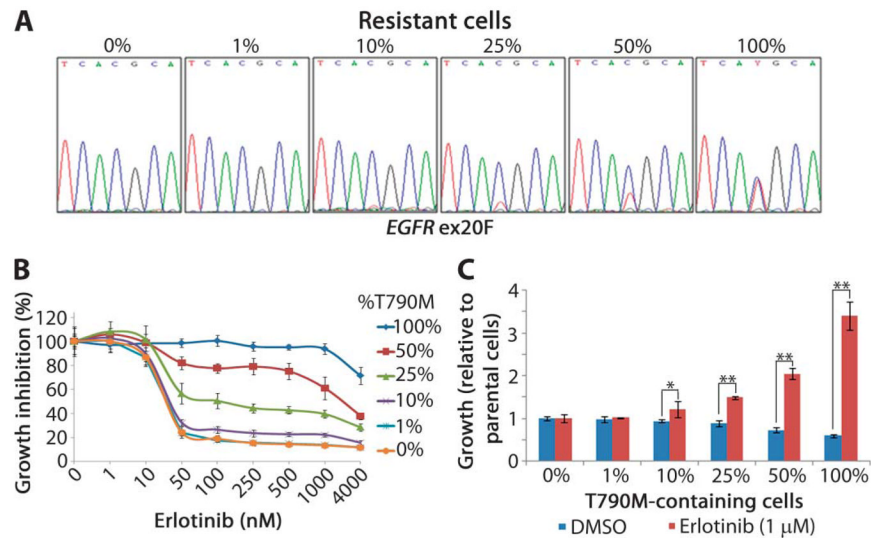 A
Resistant cells
0% 1% 10% 25% 50% 100%
T C A C G C A T C A C G C A T C A C G C A T C A C G C A T C A C G C A T C A Y G C A
EGFR ex20F
B
Growth inhibition (%)
120
100
80
60
40
20
0
0 1 10 50 100 250 500 1000 4000
Erlotinib (nM)
%T790M
100%
50%
25%
10%
1%
0%
C
Growth (relative to
parental cells)
4
3
2
1
0
* ** ** **
0% 1% 10% 25% 50% 100%
T790M-containing cells
DMSO Erlotinib (1 μM)